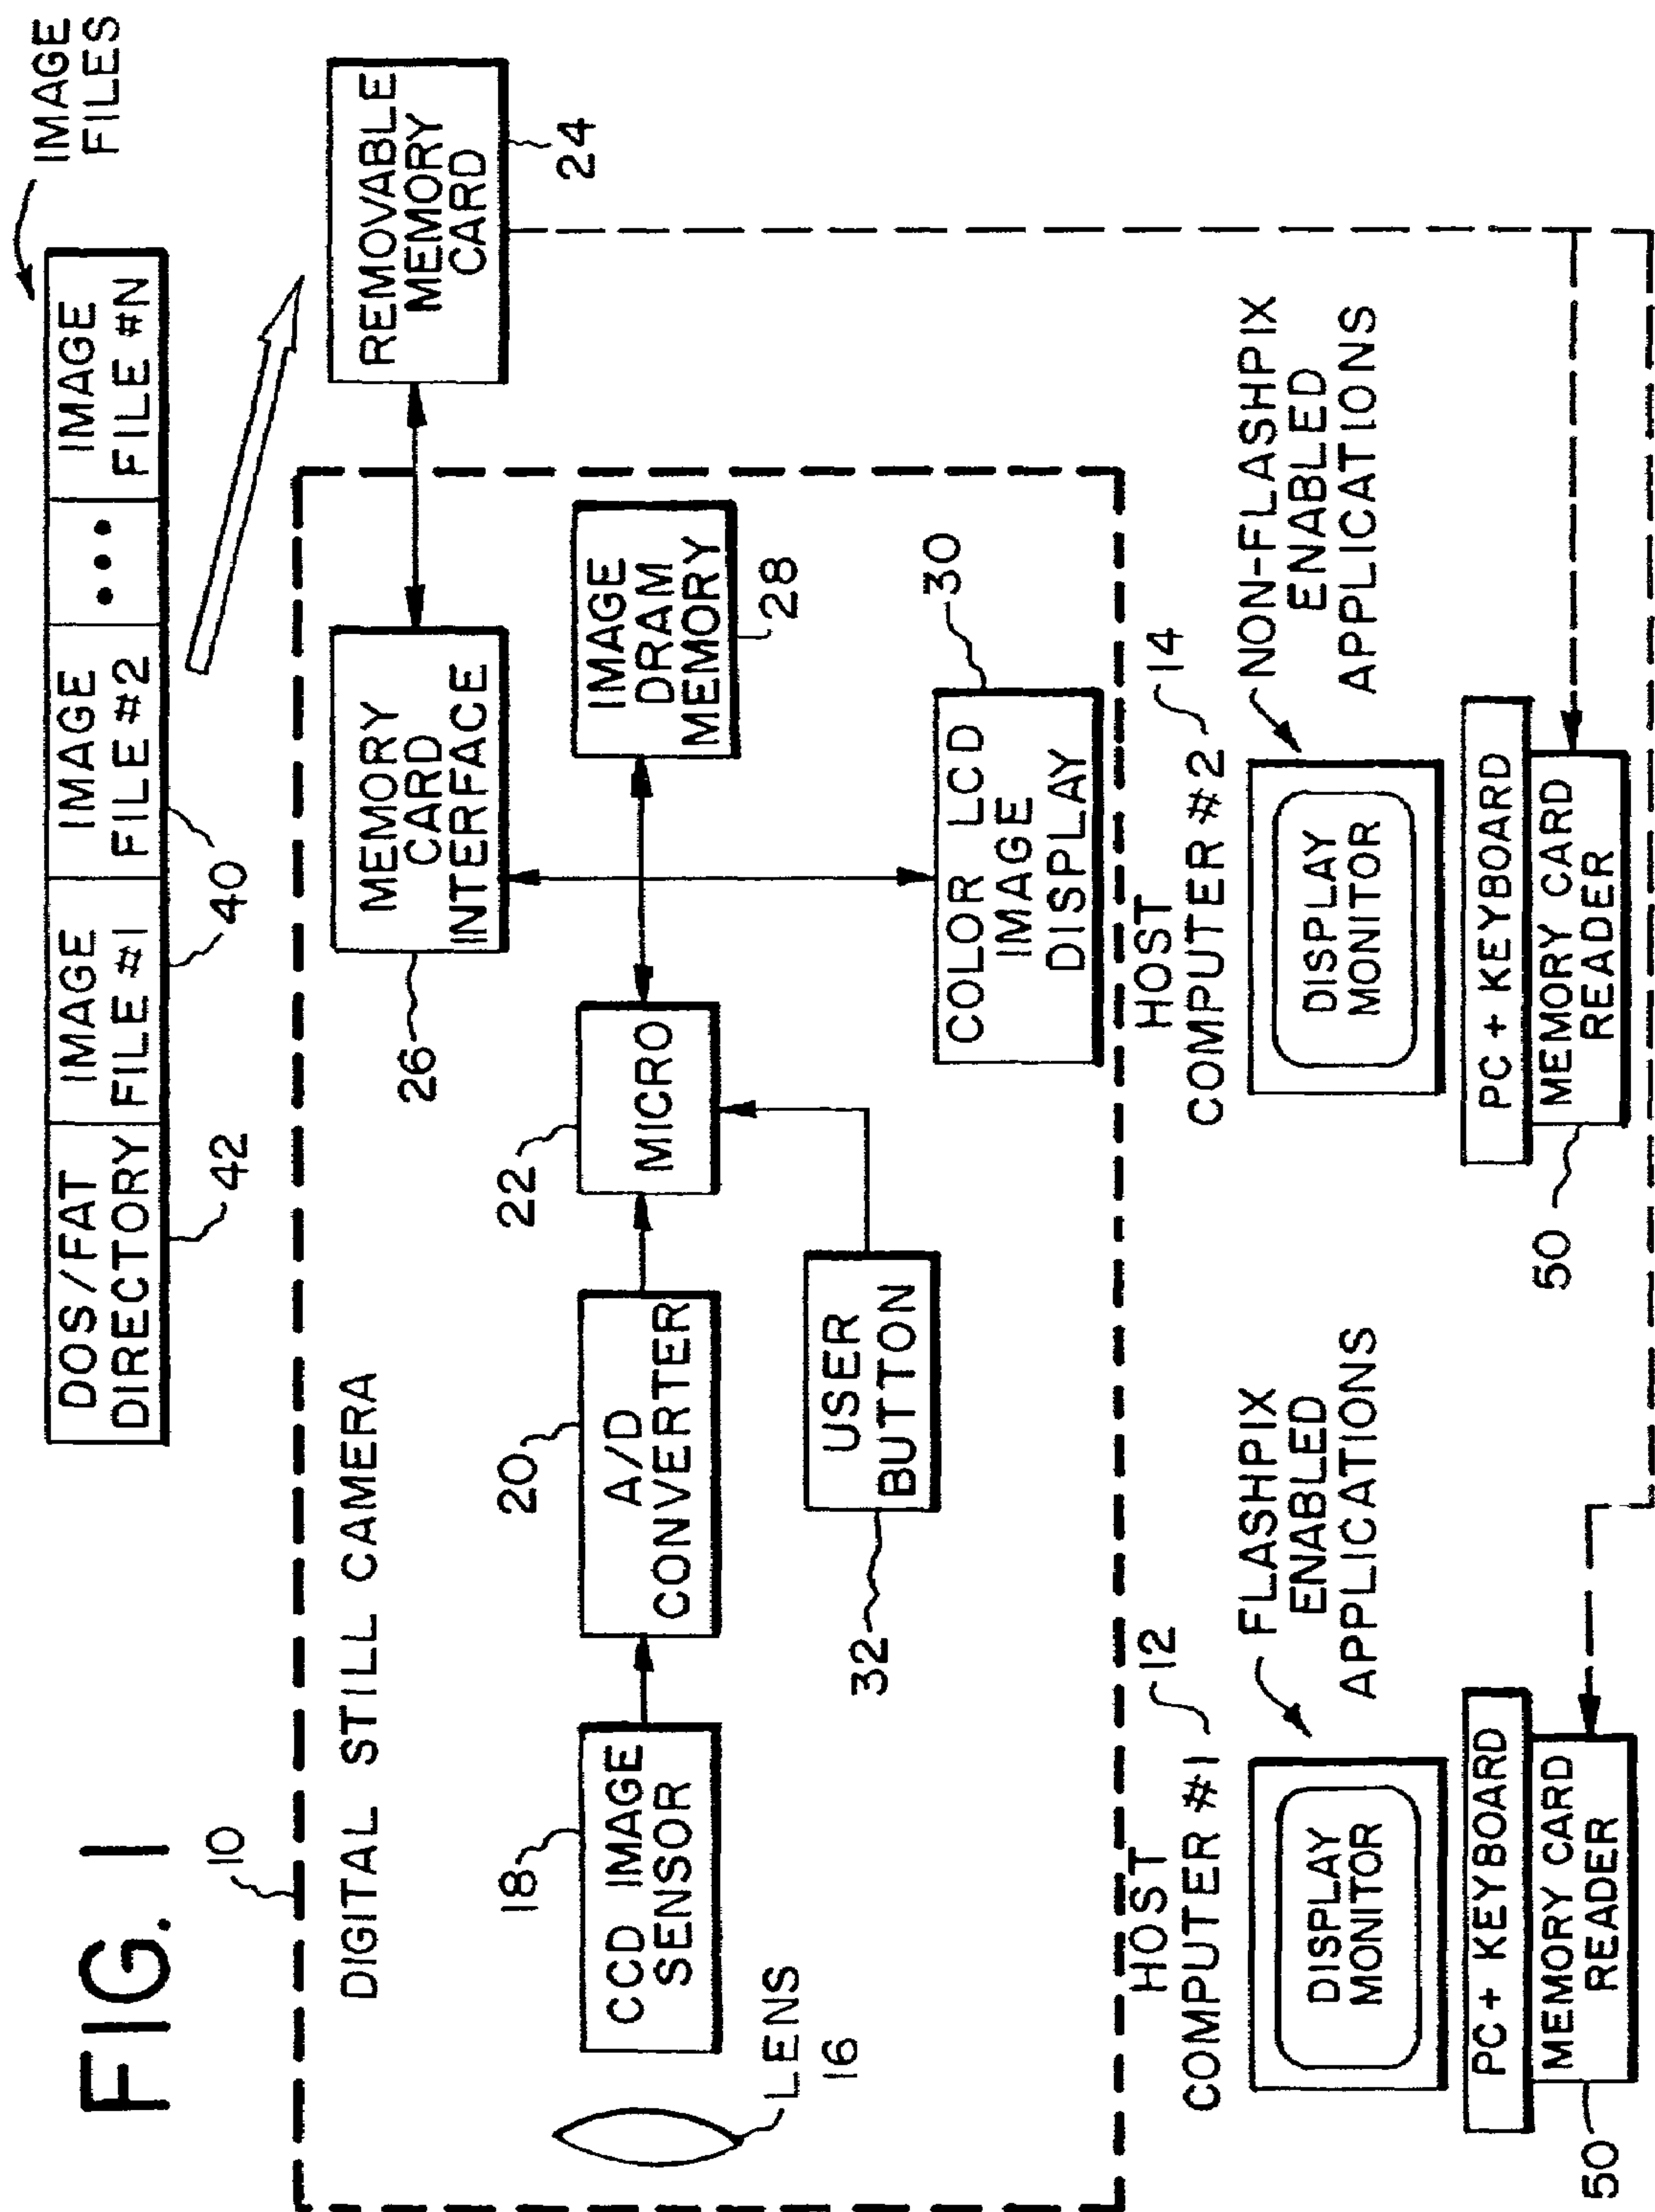 FIG. 1
IMAGE
FILES
DOS/FAT
DIRECTORY
IMAGE
FILE #1
IMAGE
FILE #2
•••
IMAGE
FILE #N
42
40
10
DIGITAL STILL CAMERA
LENS
16
18
CCD IMAGE
SENSOR
20
A/D
CONVERTER
22
MICRO
32
USER
BUTTON
26
MEMORY
CARD
INTERFACE
IMAGE
DRAM
MEMORY
28
COLOR LCD
IMAGE
DISPLAY
30
REMOVABLE
MEMORY
CARD
24
HOST
COMPUTER #1
12
FLASHPIX
ENABLED
APPLICATIONS
DISPLAY
MONITOR
PC + KEYBOARD
MEMORY CARD
READER
50
HOST
COMPUTER #2
14
NON-FLASHPIX
ENABLED
APPLICATIONS
DISPLAY
MONITOR
PC + KEYBOARD
MEMORY CARD
READER
50